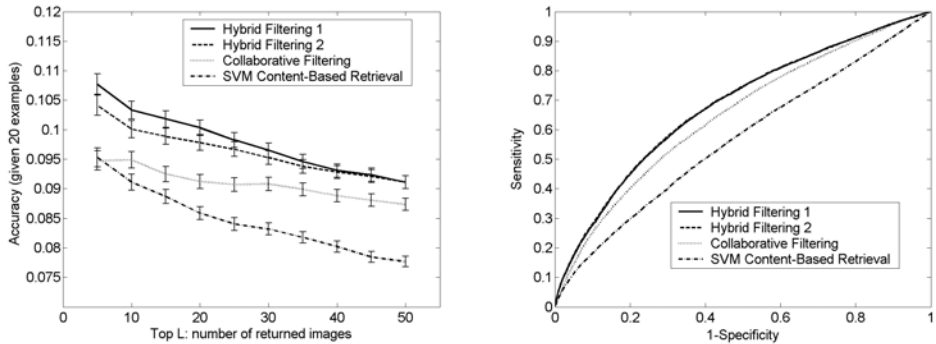 0.12
0.115
0.11
0.105
0.1
0.095
0.09
0.085
0.08
0.075
0
10
20
30
40
50
Accuracy (given 20 examples)
Top L: number of returned images
Hybrid Filtering 1
Hybrid Filtering 2
Collaborative Filtering
SVM Content-Based Retrieval
1
0.9
0.8
0.7
0.6
0.5
0.4
0.3
0.2
0.1
0
0.2
0.4
0.6
0.8
1
Sensitivity
1-Specificity
Hybrid Filtering 1
Hybrid Filtering 2
Collaborative Filtering
SVM Content-Based Retrieval